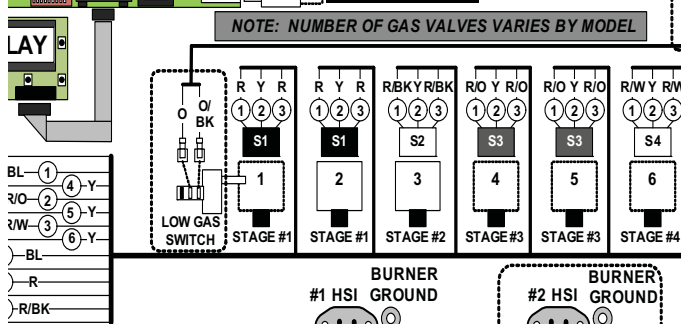 NOTE: NUMBER OF GAS VALVES VARIES BY MODEL
LAY
R Y R
R Y R
R/BK Y R/BK
R/O Y R/O
R/O Y R/O
R/W Y R/W
O
O/
BK
1 2 3
1 2 3
1 2 3
1 2 3
1 2 3
1 2 3
S1
S1
S2
S3
S3
S4
1
2
3
4
5
6
LOW GAS
SWITCH
STAGE #1
STAGE #1
STAGE #2
STAGE #3
STAGE #3
STAGE #4
BL 1
4 Y
R/O 2
5 Y
R/W 3
6 Y
BL
R
R/BK
#1 HSI
BURNER
GROUND
#2 HSI
BURNER
GROUND